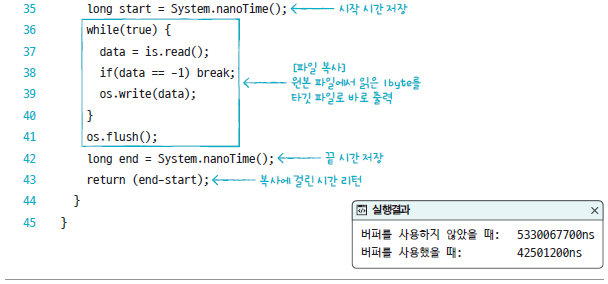 35 long start = System.nanoTime(); 시작 시간 저장
36 while(true) {
37 data = is.read();
38 if(data == -1) break;
[파일 복사]
원본 파일에서 읽은 1byte를
타깃 파일로 바로 출력
39 os.write(data);
40 }
41 os.flush();
42 long end = System.nanoTime(); 끝 시간 저장
43 return (end-start); 복사에 걸린 시간 리턴
44 }
45 }
실행결과
버퍼를 사용하지 않았을 때: 5330067700ns
버퍼를 사용했을 때: 42501200ns